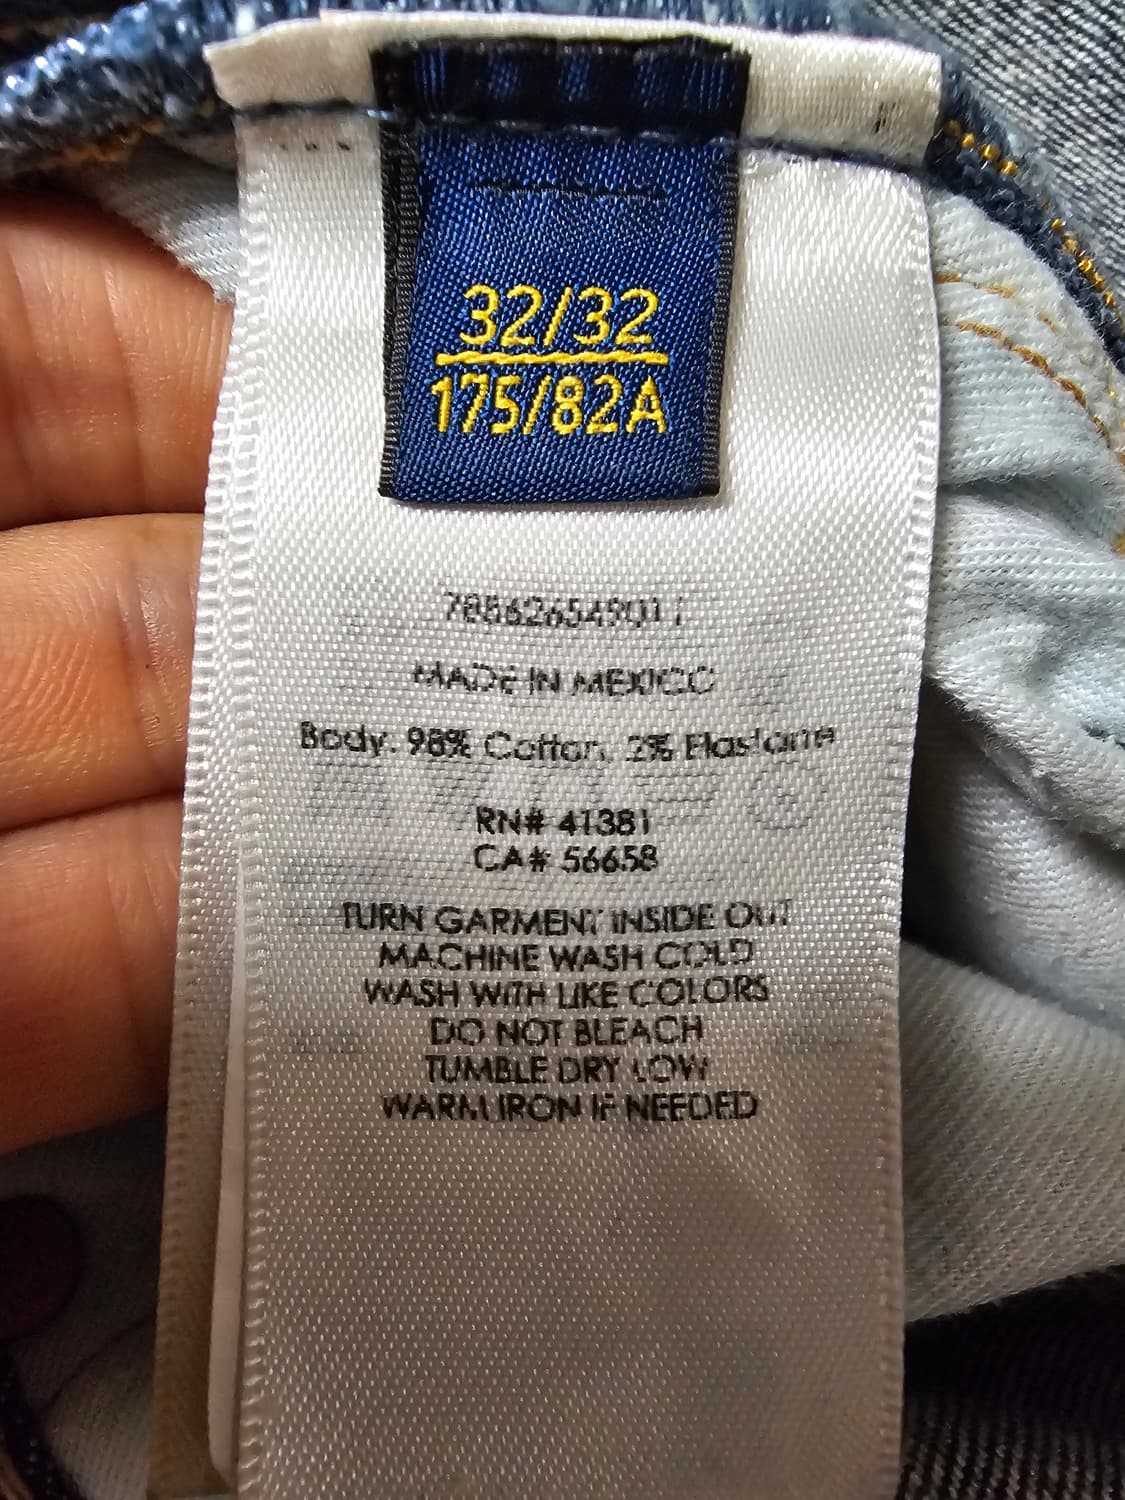 32/32
175/82A
MADE IN MEXICO
Body: 98% Cotton, 2% Elastane
RN# 41381
CA# 56658
TURN GARMENT INSIDE OUT
MACHINE WASH COLD
WASH WITH LIKE COLORS
DO NOT BLEACH
TUMBLE DRY LOW
WARM IRON IF NEEDED